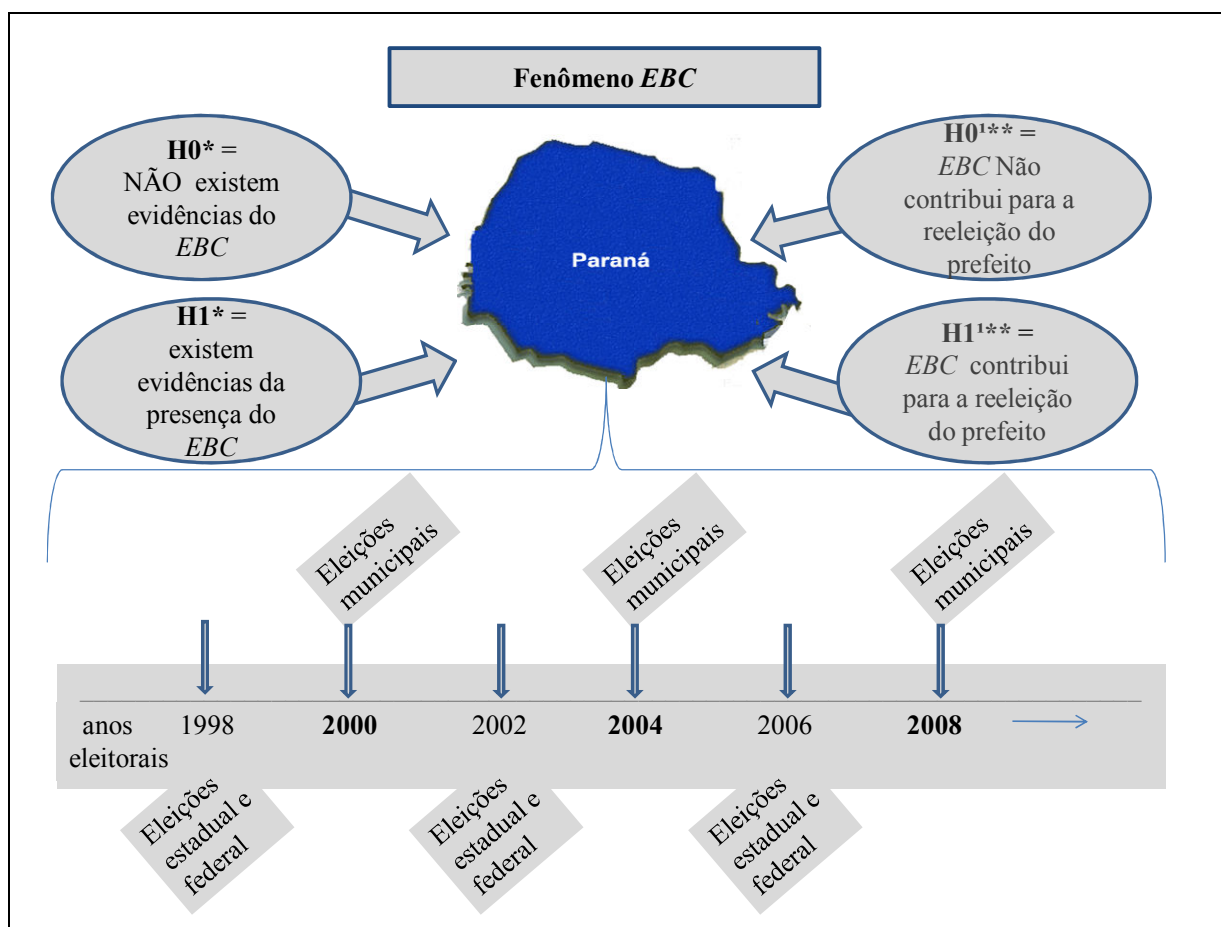 Fenômeno EBC
H0* =
NÃO existem
evidências do
EBC
H0¹** =
EBC Não
contribui para a
reeleição do
prefeito
Paraná
H1* =
existem
evidências da
presença do
EBC
H1¹** =
EBC contribui
para a reeleição
do prefeito
Eleições
municipais
Eleições
municipais
Eleições
municipais
anos
eleitorais
1998 2000 2002 2004 2006 2008
Eleições
estadual e
federal
Eleições
estadual e
federal
Eleições
estadual e
federal